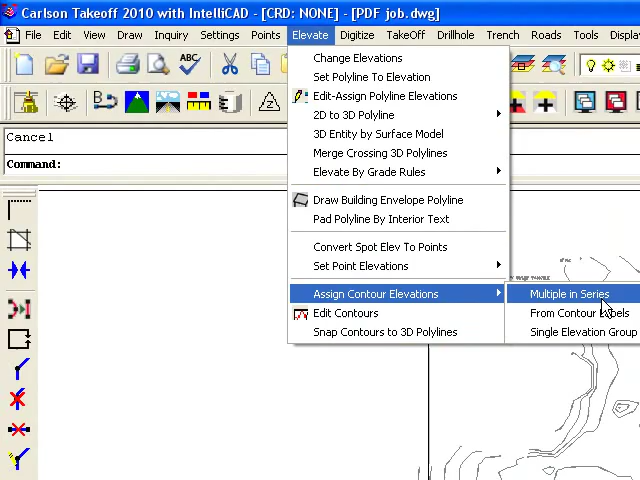 Carlson Takeoff 2010 with IntelliCAD - [CRD: NONE] - [PDF job.dwg]
File Edit View Draw Inquiry Settings Points Elevate Digitize TakeOff Drillhole Trench Roads Tools Display
Change Elevations
Set Polyline To Elevation
Edit-Assign Polyline Elevations
2D to 3D Polyline
Cancel
3D Entity by Surface Model
Merge Crossing 3D Polylines
Command:
Elevate By Grade Rules
Draw Building Envelope Polyline
Pad Polyline By Interior Text
Convert Spot Elev To Points
Set Point Elevations
Assign Contour Elevations
Multiple in Series
Edit Contours
From Contour Labels
Snap Contours to 3D Polylines
Single Elevation Group